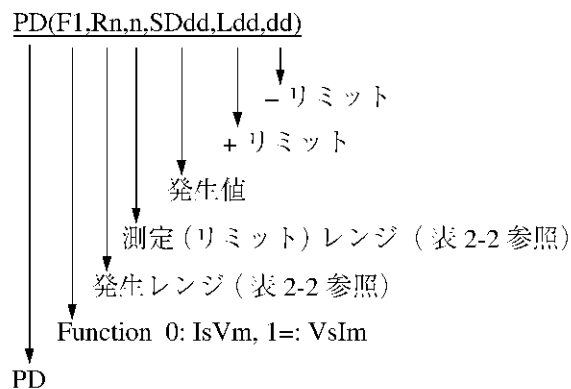 PD(F1,Rn,n,SDdd,Ldd,dd)
– リミット
+ リミット
発生値
測定 (リミット) レンジ ( 表 2-2 参照)
発生レンジ ( 表 2-2 参照)
Function 0: IsVm, 1=: VsIm
PD